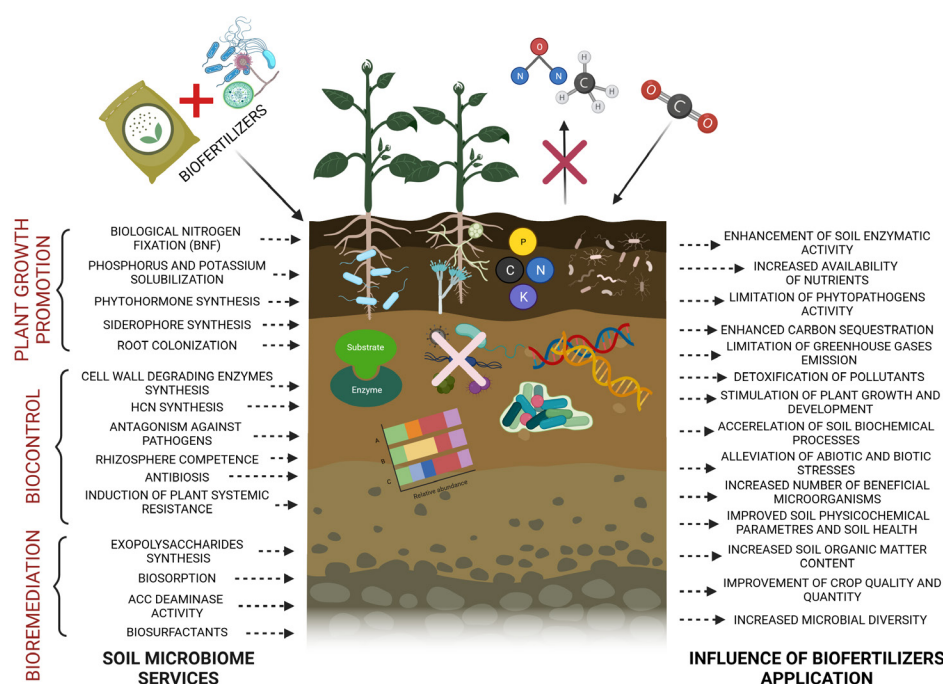 BIOFERTILIZERS
O
N
N
H
H
C
H
H
O
C
O
PLANT GROWTH
PROMOTION
BIOLOGICAL NITROGEN
FIXATION (BNF)
PHOSPHORUS AND POTASSIUM
SOLUBILIZATION
PHYTOHORMONE SYNTHESIS
SIDEROPHORE SYNTHESIS
ROOT COLONIZATION
BIOCONTROL
CELL WALL DEGRADING ENZYMES
SYNTHESIS
HCN SYNTHESIS
ANTAGONISM AGAINST
PATHOGENS
RHIZOSPHERE COMPETENCE
ANTIBIOSIS
INDUCTION OF PLANT SYSTEMIC
RESISTANCE
BIOREMEDIATION
EXOPOLYSACCHARIDES
SYNTHESIS
BIOSORPTION
ACC DEAMINASE
ACTIVITY
BIOSURFACTANTS
SOIL MICROBIOME
SERVICES
P
C
N
K
Substrate
Enzyme
A
B
C
Relative abundance
ENHANCEMENT OF SOIL ENZYMATIC
ACTIVITY
INCREASED AVAILABILITY
OF NUTRIENTS
LIMITATION OF PHYTOPATHOGENS
ACTIVITY
ENHANCED CARBON SEQUESTRATION
LIMITATION OF GREENHOUSE GASES
EMISSION
DETOXIFICATION OF POLLUTANTS
STIMULATION OF PLANT GROWTH AND
DEVELOPMENT
ACCERELATION OF SOIL BIOCHEMICAL
PROCESSES
ALLEVIATION OF ABIOTIC AND BIOTIC
STRESSES
INCREASED NUMBER OF BENEFICIAL
MICROORGANISMS
IMPROVED SOIL PHYSICOCHEMICAL
PARAMETRES AND SOIL HEALTH
INCREASED SOIL ORGANIC MATTER
CONTENT
IMPROVEMENT OF CROP QUALITY AND
QUANTITY
INCREASED MICROBIAL DIVERSITY
INFLUENCE OF BIOFERTILIZERS
APPLICATION